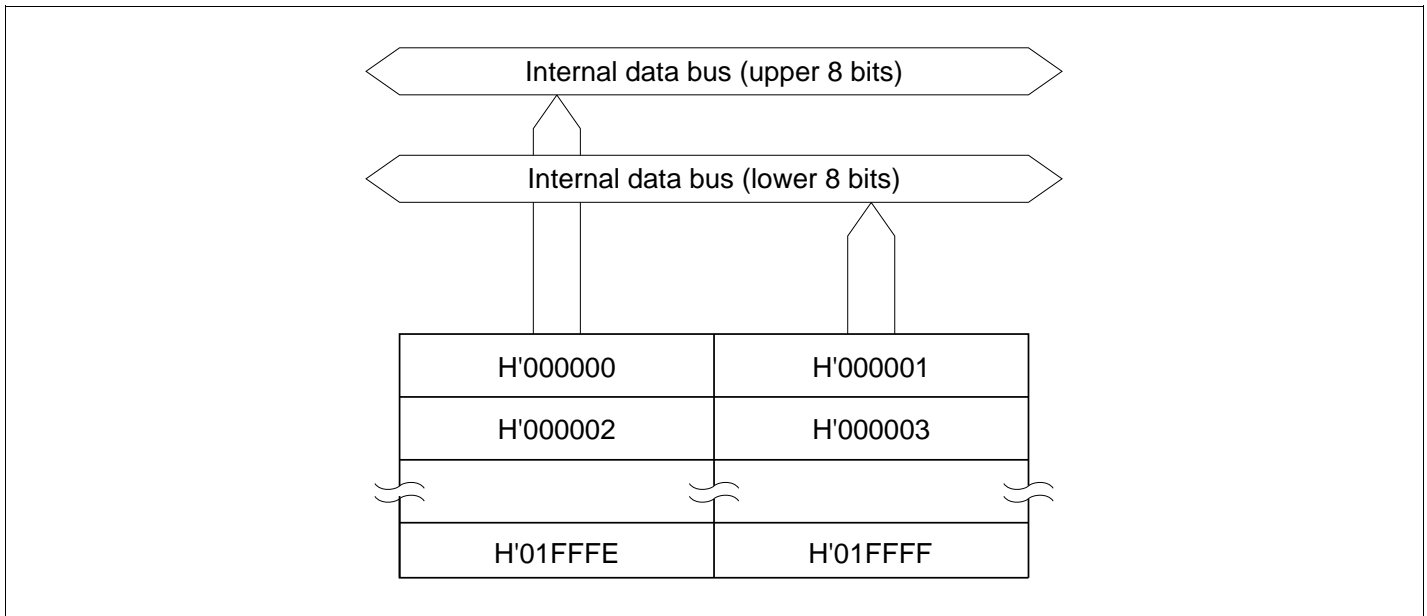 Internal data bus (upper 8 bits)
Internal data bus (lower 8 bits)
H'000000 H'000001
H'000002 H'000003
H'01FFFE H'01FFFF